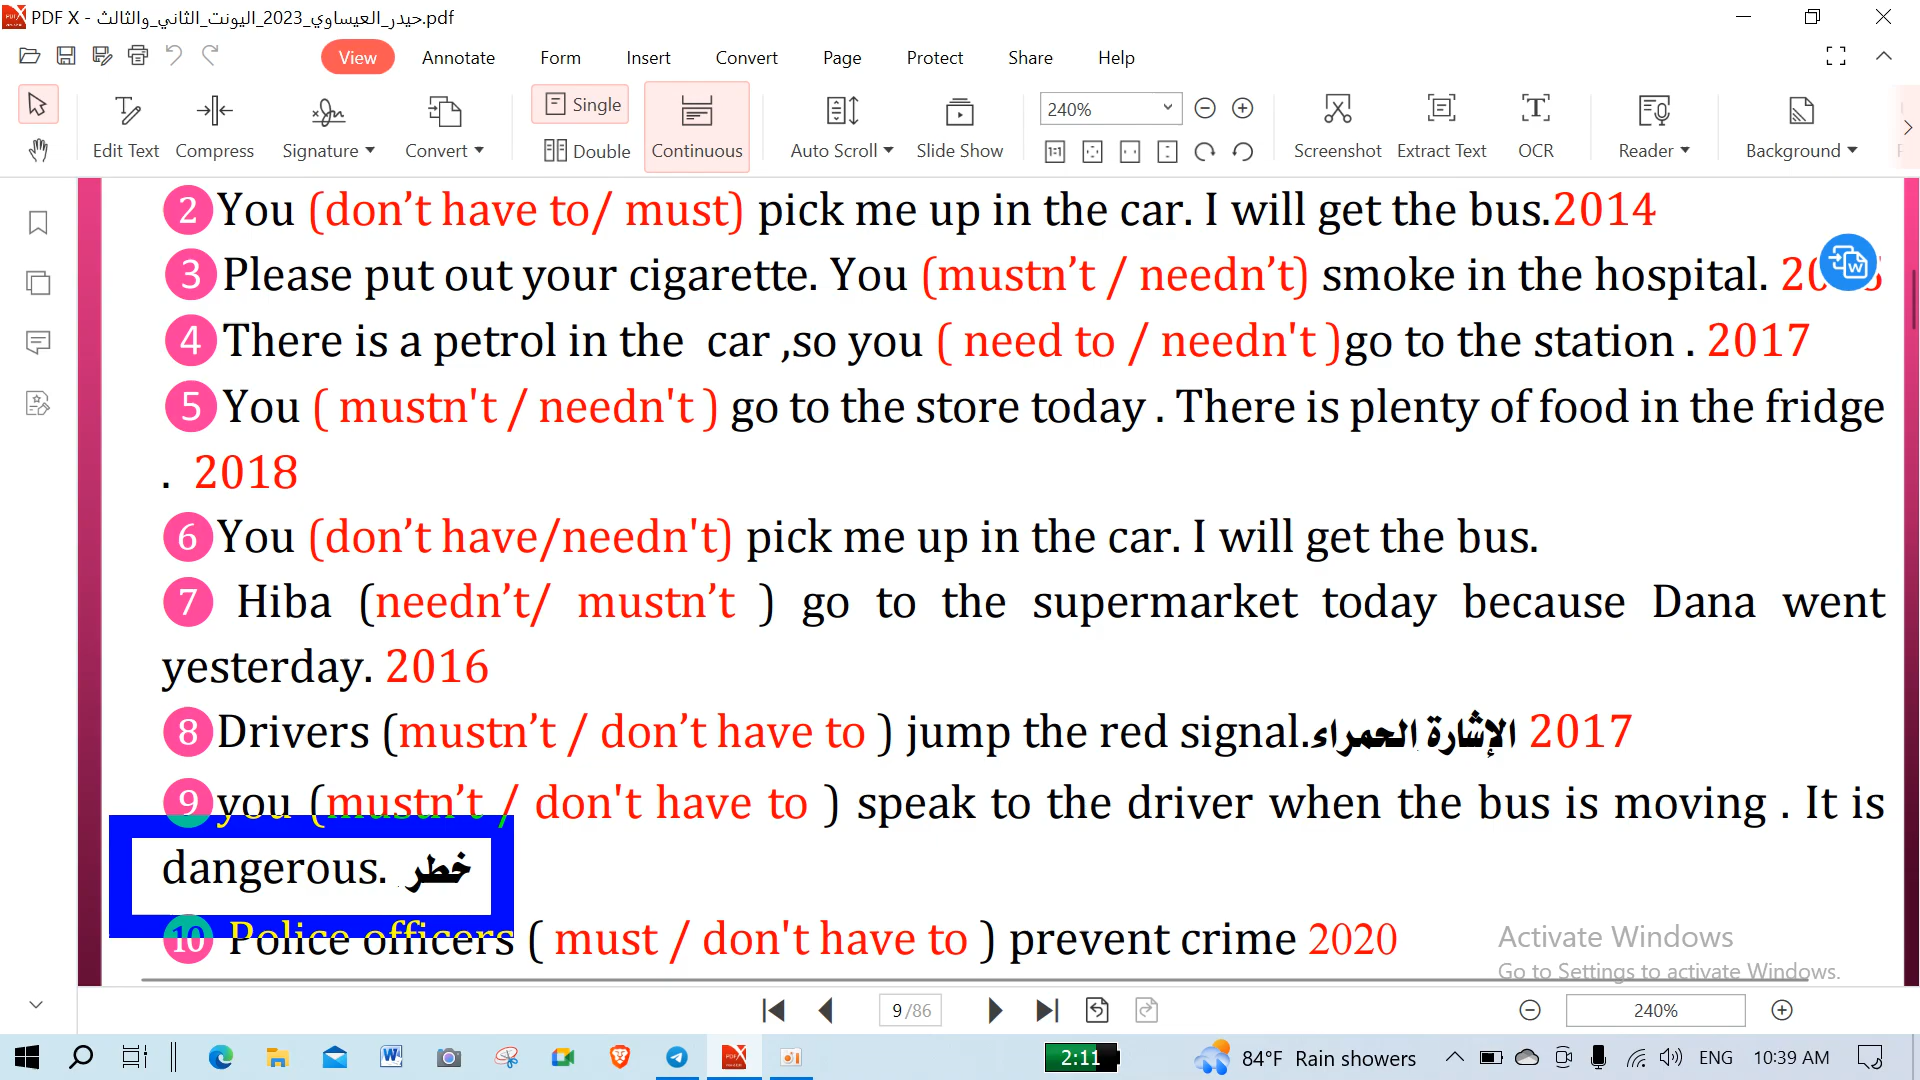 PDF X - حيدر_العيساوي_2023_اليونت_الثاني_والثالث.pdf
View Annotate Form Insert Convert Page Protect Share Help
Edit Text Compress Signature Convert Single Double Continuous Auto Scroll Slide Show 240% Screenshot Extract Text OCR Reader Background
2 You (don’t have to/ must) pick me up in the car. I will get the bus.2014
3 Please put out your cigarette. You (mustn’t / needn’t) smoke in the hospital.
4 There is a petrol in the car ,so you ( need to / needn't )go to the station . 2017
5 You ( mustn't / needn't ) go to the store today . There is plenty of food in the fridge
. 2018
6 You (don’t have/needn't) pick me up in the car. I will get the bus.
7 Hiba (needn’t/ mustn’t ) go to the supermarket today because Dana went
yesterday. 2016
8 Drivers (mustn’t / don’t have to ) jump the red signal.الإشارة الحمراء 2017
9 you (mustn’t / don't have to ) speak to the driver when the bus is moving . It is
dangerous. خطر
10 Police officers ( must / don't have to ) prevent crime 2020
Activate Windows
Go to Settings to activate Windows.
9 /86
240%
2:11 84°F Rain showers ENG 10:39 AM